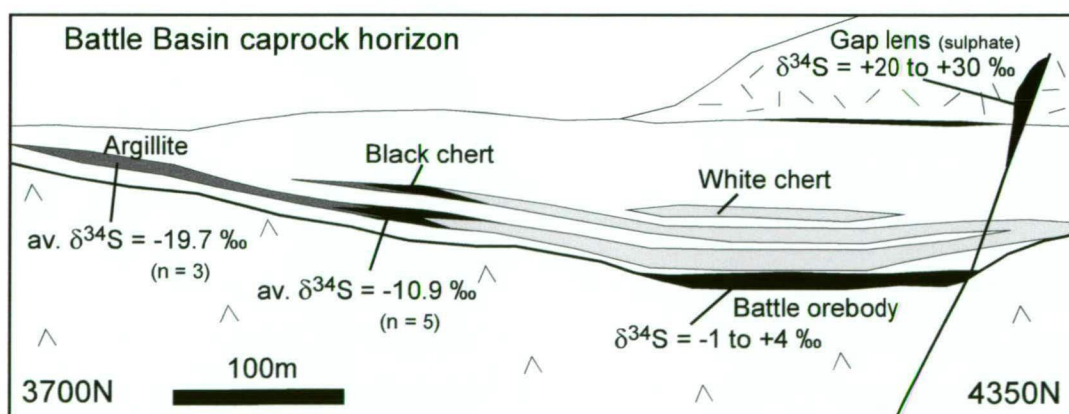 Battle Basin caprock horizon
Gap lens (sulphate)
δ³⁴S = +20 to +30 ‰
Argillite
Black chert
White chert
av. δ³⁴S = -19.7 ‰
(n = 3)
av. δ³⁴S = -10.9 ‰
(n = 5)
Battle orebody
δ³⁴S = -1 to +4 ‰
100m
3700N
4350N